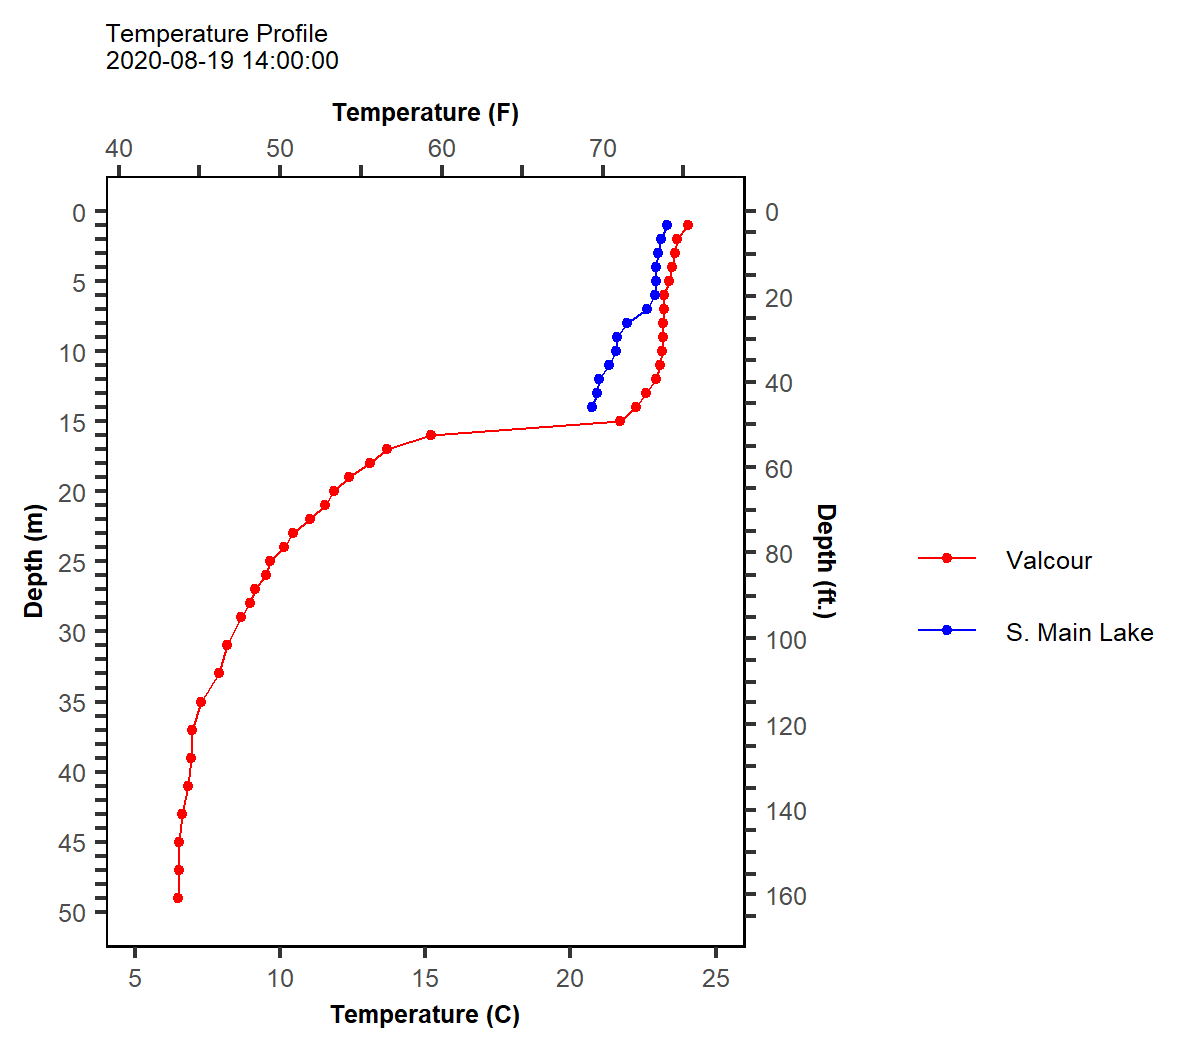 Temperature Profile
2020-08-19 14:00:00
Temperature (F)
40 50 60 70
0 0
5
20
10
40
15
60
20
80
25
100
30
120
35
40
140
45
160
50
Depth (m)
Depth (ft.)
Valcour
S. Main Lake
5 10 15 20 25
Temperature (C)